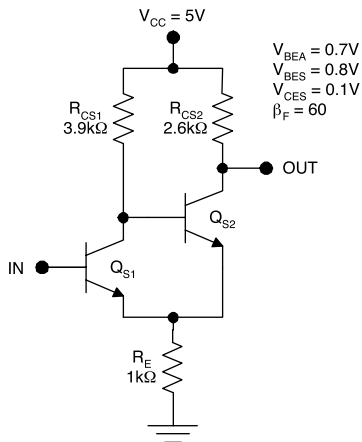 V_CC = 5V
V_BEA = 0.7V
V_BES = 0.8V
V_CES = 0.1V
β_F = 60
R_CS1
3.9kΩ
R_CS2
2.6kΩ
OUT
Q_S2
IN
Q_S1
R_E
1kΩ